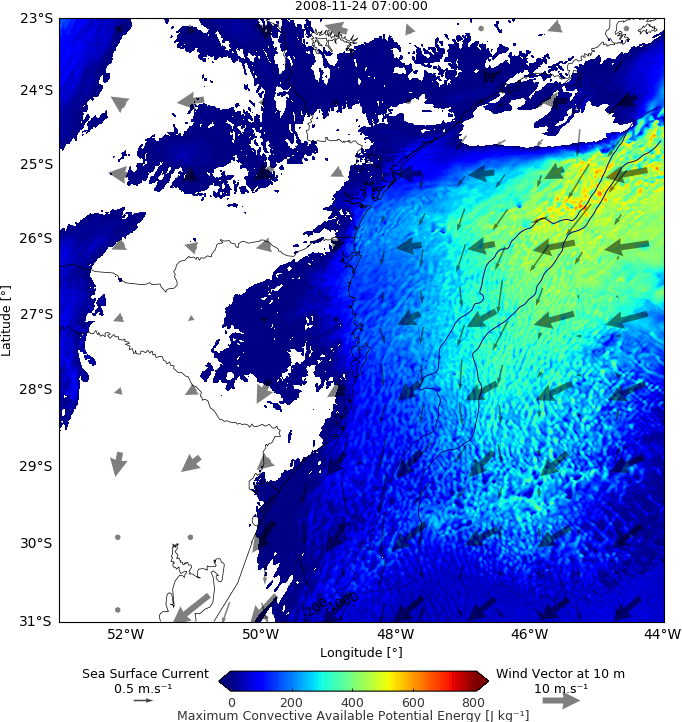 2008-11-24 07:00:00
23°S
24°S
25°S
26°S
27°S
28°S
29°S
30°S
31°S
Latitude [°]
200
1000
52°W
50°W
48°W
46°W
44°W
Longitude [°]
Sea Surface Current
0.5 m.s⁻¹
Wind Vector at 10 m
10 m.s⁻¹
0
200
400
600
800
Maximum Convective Available Potential Energy [J kg⁻¹]